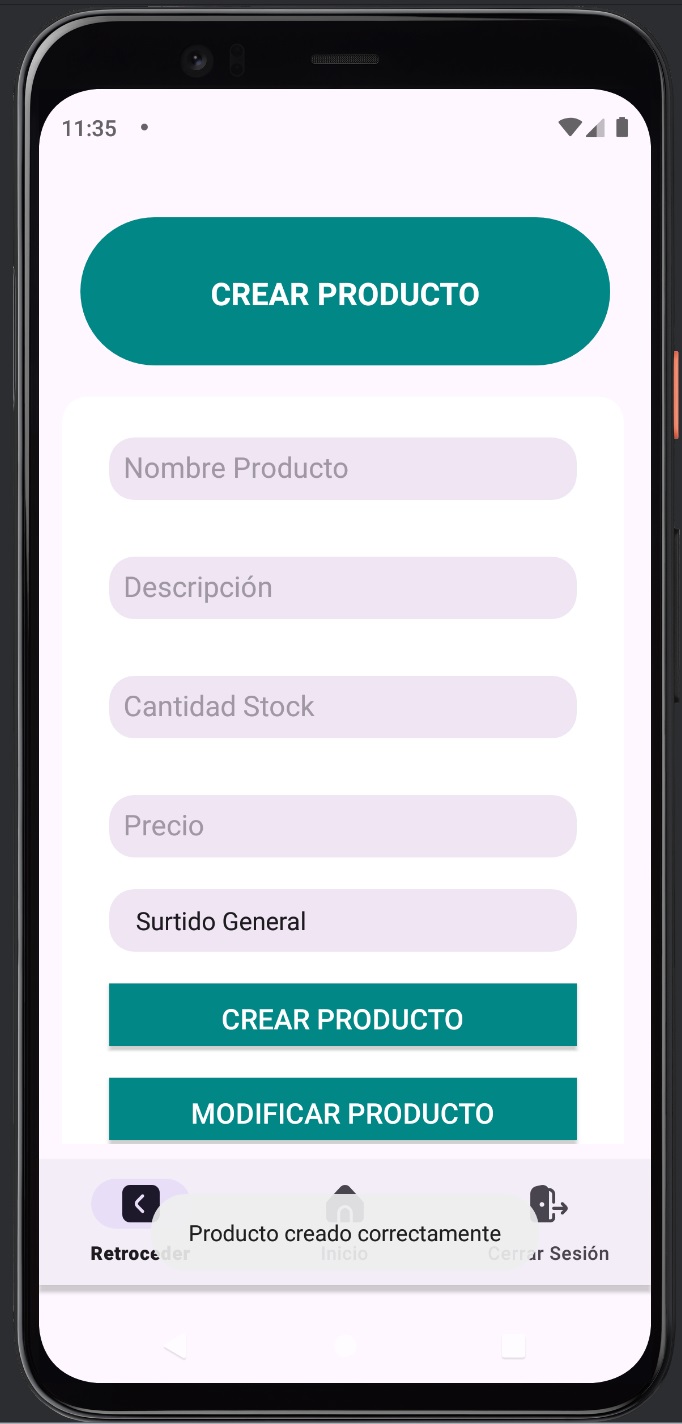 11:35
CREAR PRODUCTO
Nombre Producto
Descripción
Cantidad Stock
Precio
Surtido General
CREAR PRODUCTO
MODIFICAR PRODUCTO
Producto creado correctamente
Retroceder
Inicio
Cerrar Sesión